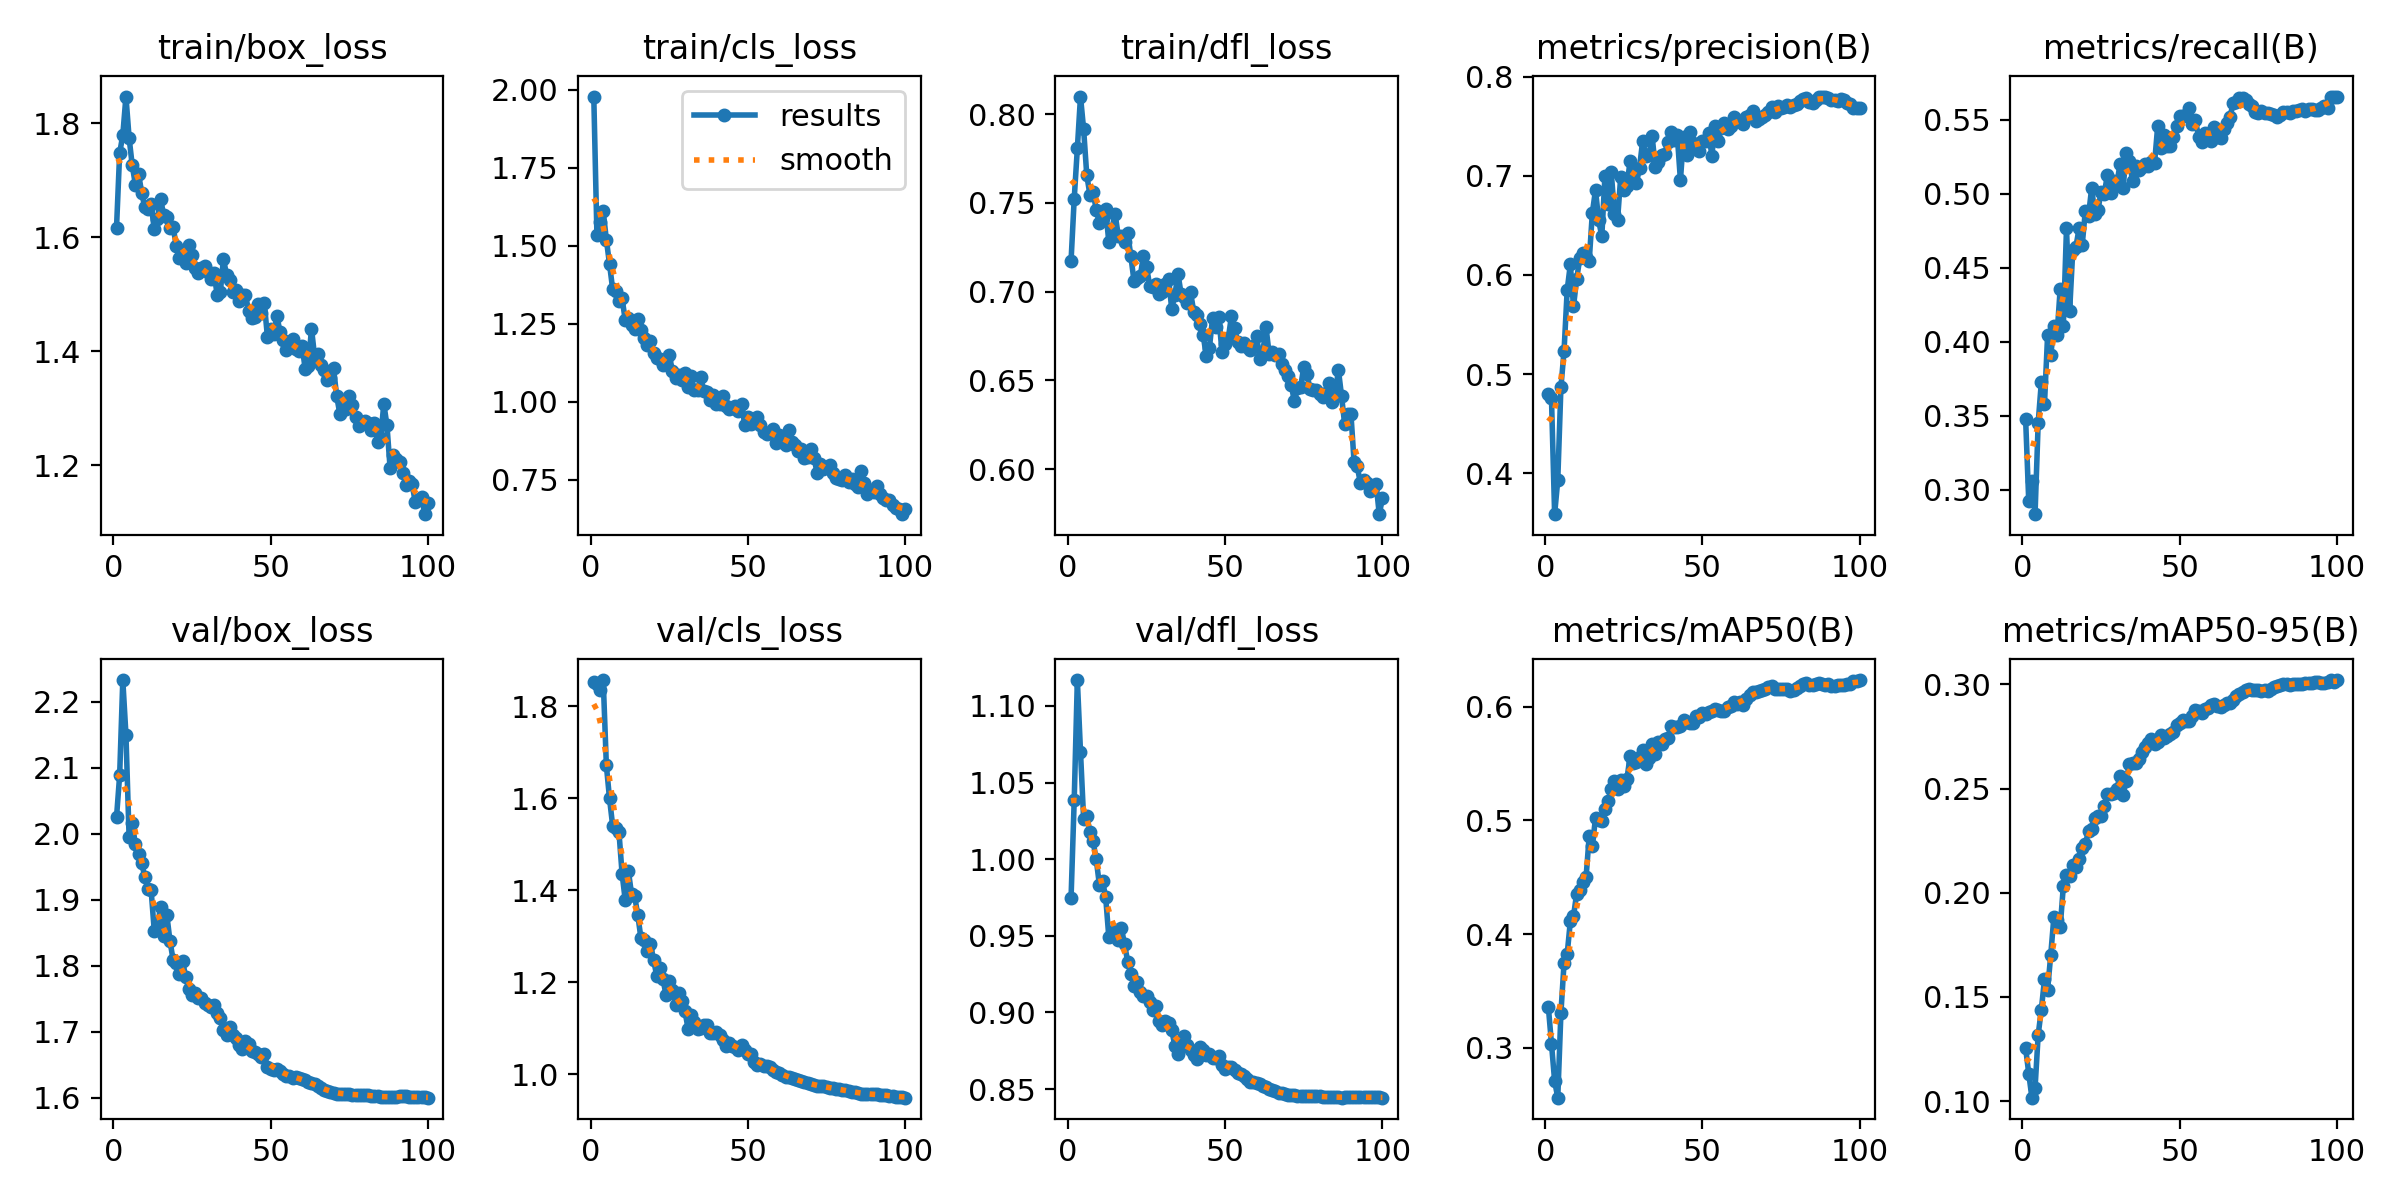 train/box_loss
1.8
1.6
1.4
1.2
0 50 100
train/cls_loss
2.00
1.75
1.50
1.25
1.00
0.75
results
smooth
0 50 100
train/dfl_loss
0.80
0.75
0.70
0.65
0.60
0 50 100
metrics/precision(B)
0.8
0.7
0.6
0.5
0.4
0 50 100
metrics/recall(B)
0.55
0.50
0.45
0.40
0.35
0.30
0 50 100
val/box_loss
2.2
2.1
2.0
1.9
1.8
1.7
1.6
0 50 100
val/cls_loss
1.8
1.6
1.4
1.2
1.0
0 50 100
val/dfl_loss
1.10
1.05
1.00
0.95
0.90
0.85
0 50 100
metrics/mAP50(B)
0.6
0.5
0.4
0.3
0 50 100
metrics/mAP50-95(B)
0.30
0.25
0.20
0.15
0.10
0 50 100